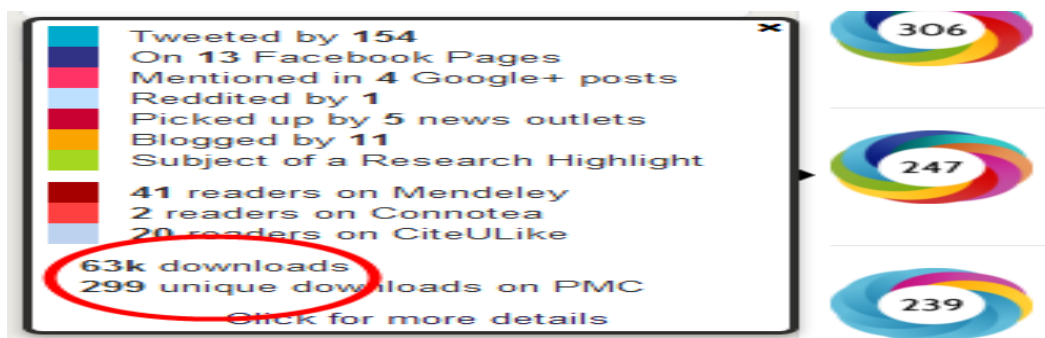 Tweeted by 154
On 13 Facebook Pages
Mentioned in 4 Google+ posts
Reddited by 1
Picked up by 5 news outlets
Blogged by 11
Subject of a Research Highlight
41 readers on Mendeley
2 readers on Connotea
20 readers on CiteULike
63k downloads
299 unique downloads on PMC
Click for more details
306
247
239